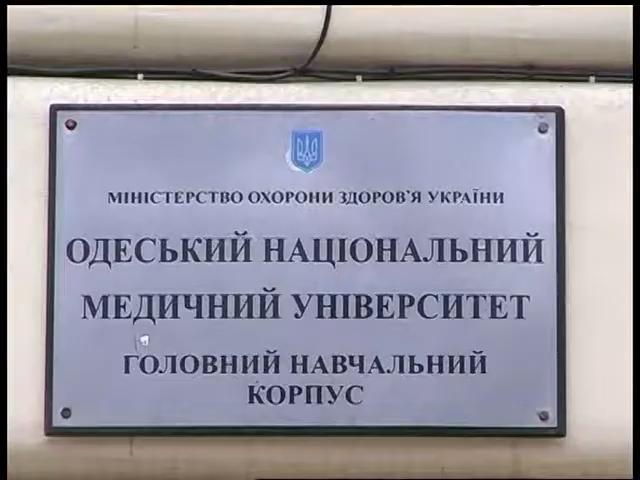 МІНІСТЕРСТВО ОХОРОНИ ЗДОРОВ'Я УКРАЇНИ
ОДЕСЬКИЙ НАЦІОНАЛЬНИЙ
МЕДИЧНИЙ УНІВЕРСИТЕТ
ГОЛОВНИЙ НАВЧАЛЬНИЙ
КОРПУС